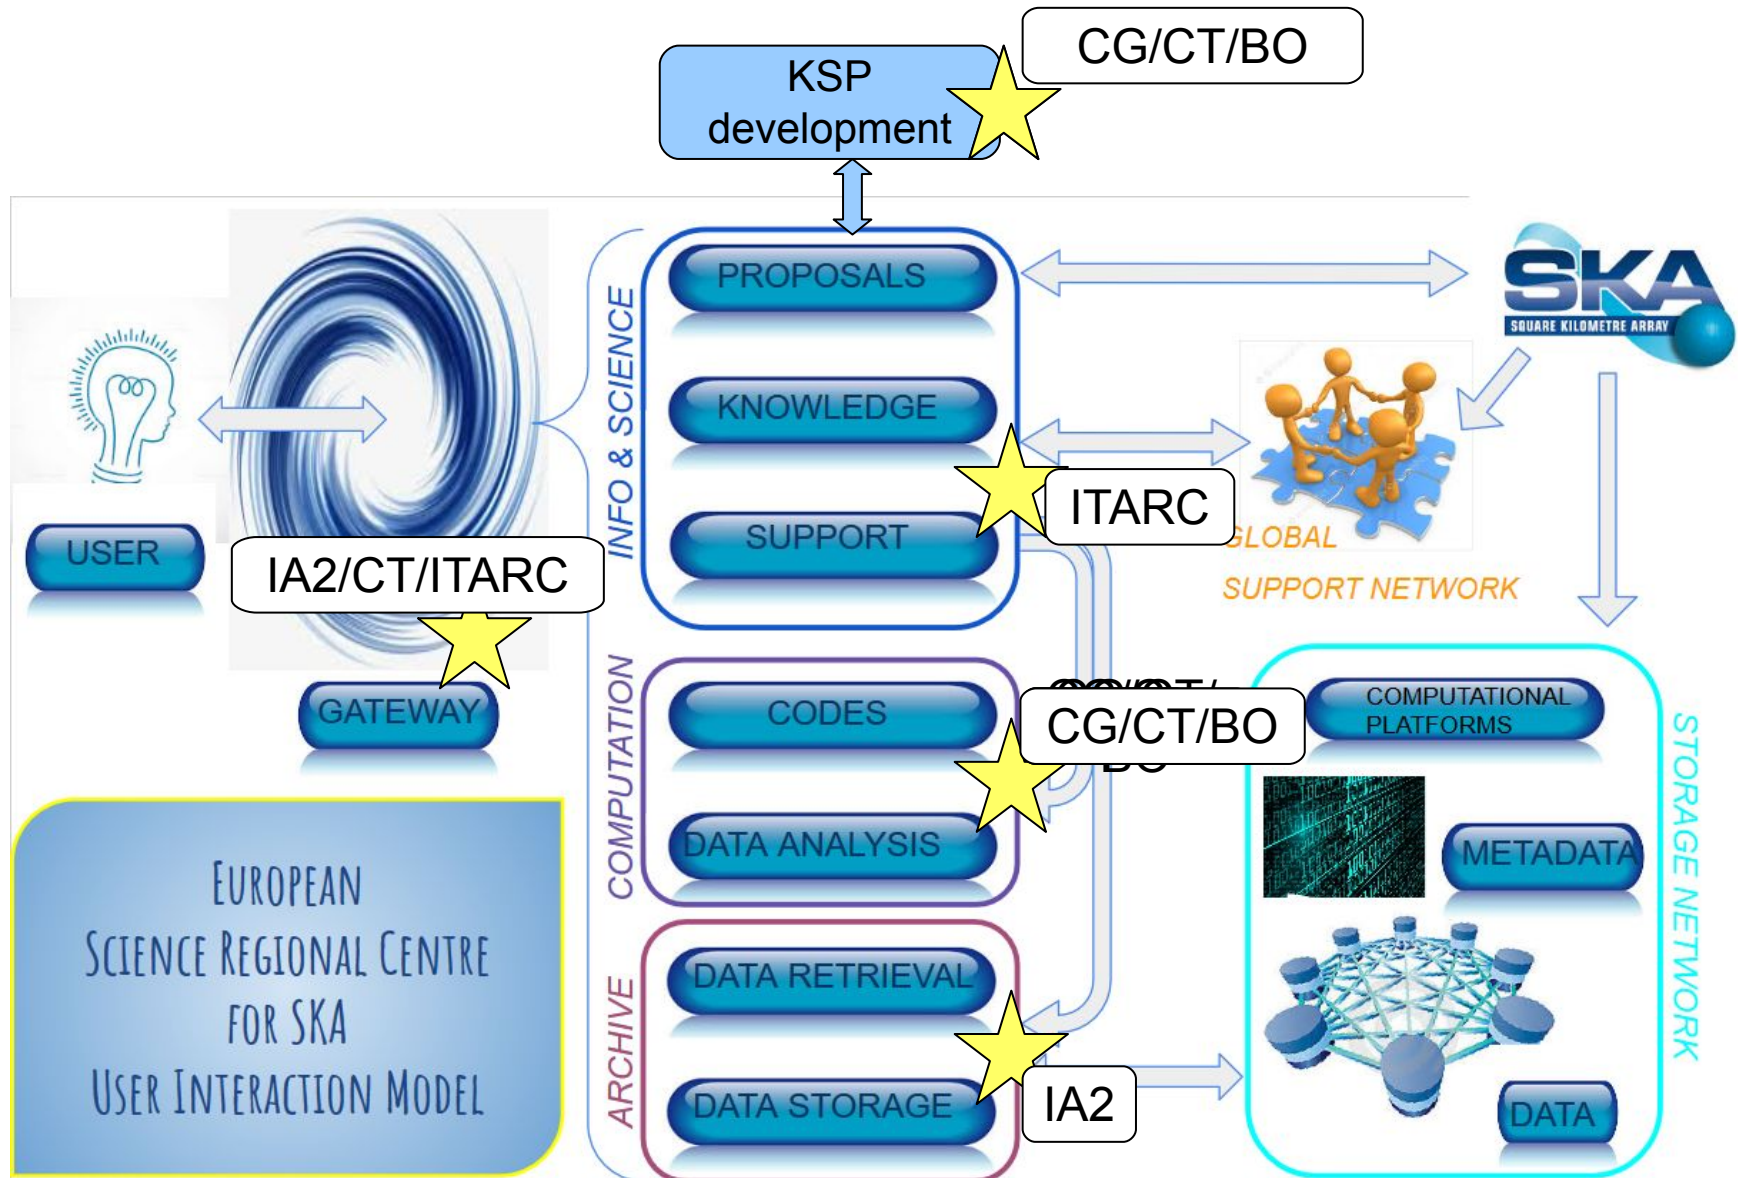 CG/CT/BO
KSP
development
PROPOSALS
KNOWLEDGE
SUPPORT
INFO & SCIENCE
SKA
SQUARE KILOMETRE ARRAY
ITARC
GLOBAL
SUPPORT NETWORK
USER
IA2/CT/ITARC
GATEWAY
COMPUTATION
CODES
DATA ANALYSIS
CG/CT/BO
BO
COMPUTATIONAL
PLATFORMS
METADATA
DATA
STORAGE NETWORK
ARCHIVE
DATA RETRIEVAL
DATA STORAGE
IA2
EUROPEAN
SCIENCE REGIONAL CENTRE
FOR SKA
USER INTERACTION MODEL